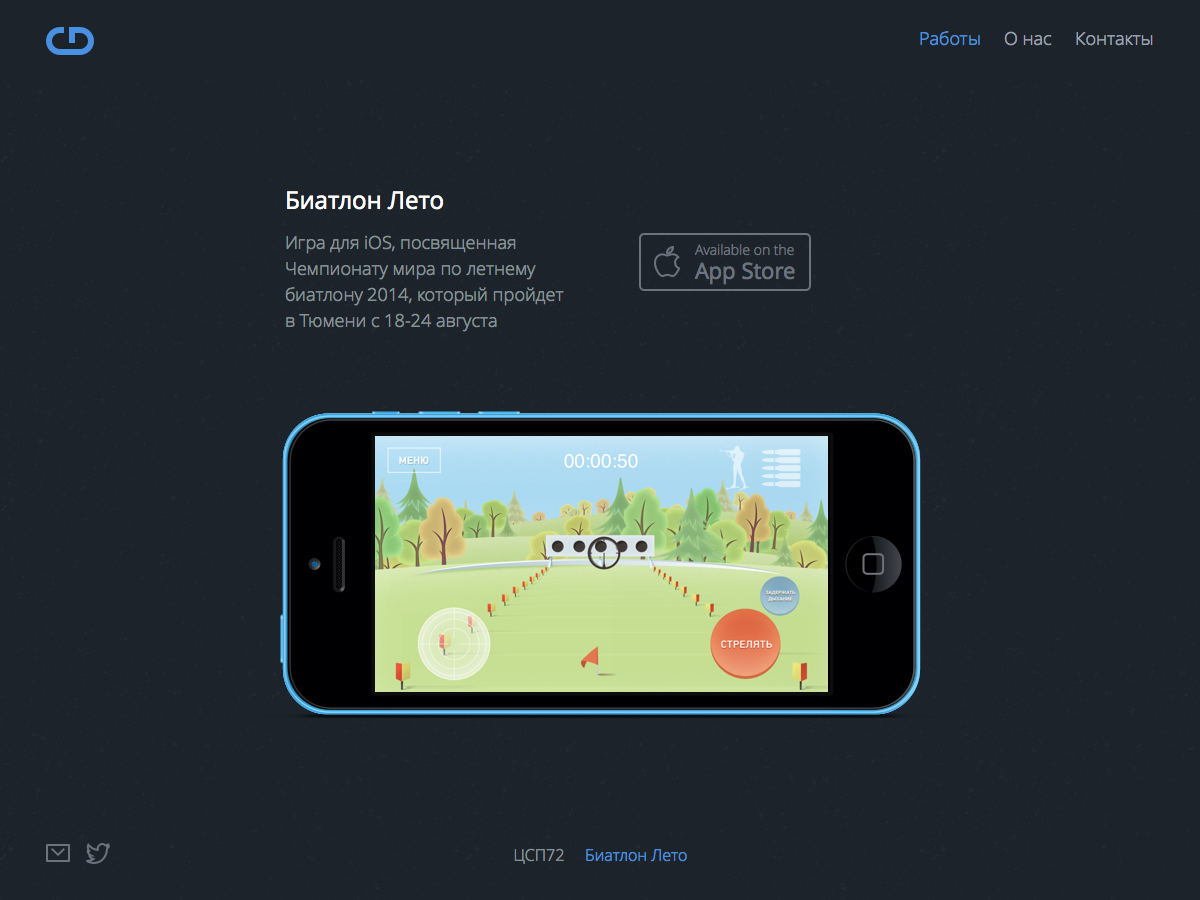 Работы О нас Контакты
Биатлон Лето
Игра для iOS, посвященная
Чемпионату мира по летнему
биатлону 2014, который пройдет
в Тюмени с 18-24 августа
Available on the
App Store
МЕНЮ
00:00:50
ЗАДЕРЖАТЬ
ДЫХАНИЕ
СТРЕЛЯТЬ
ЦСП72 Биатлон Лето